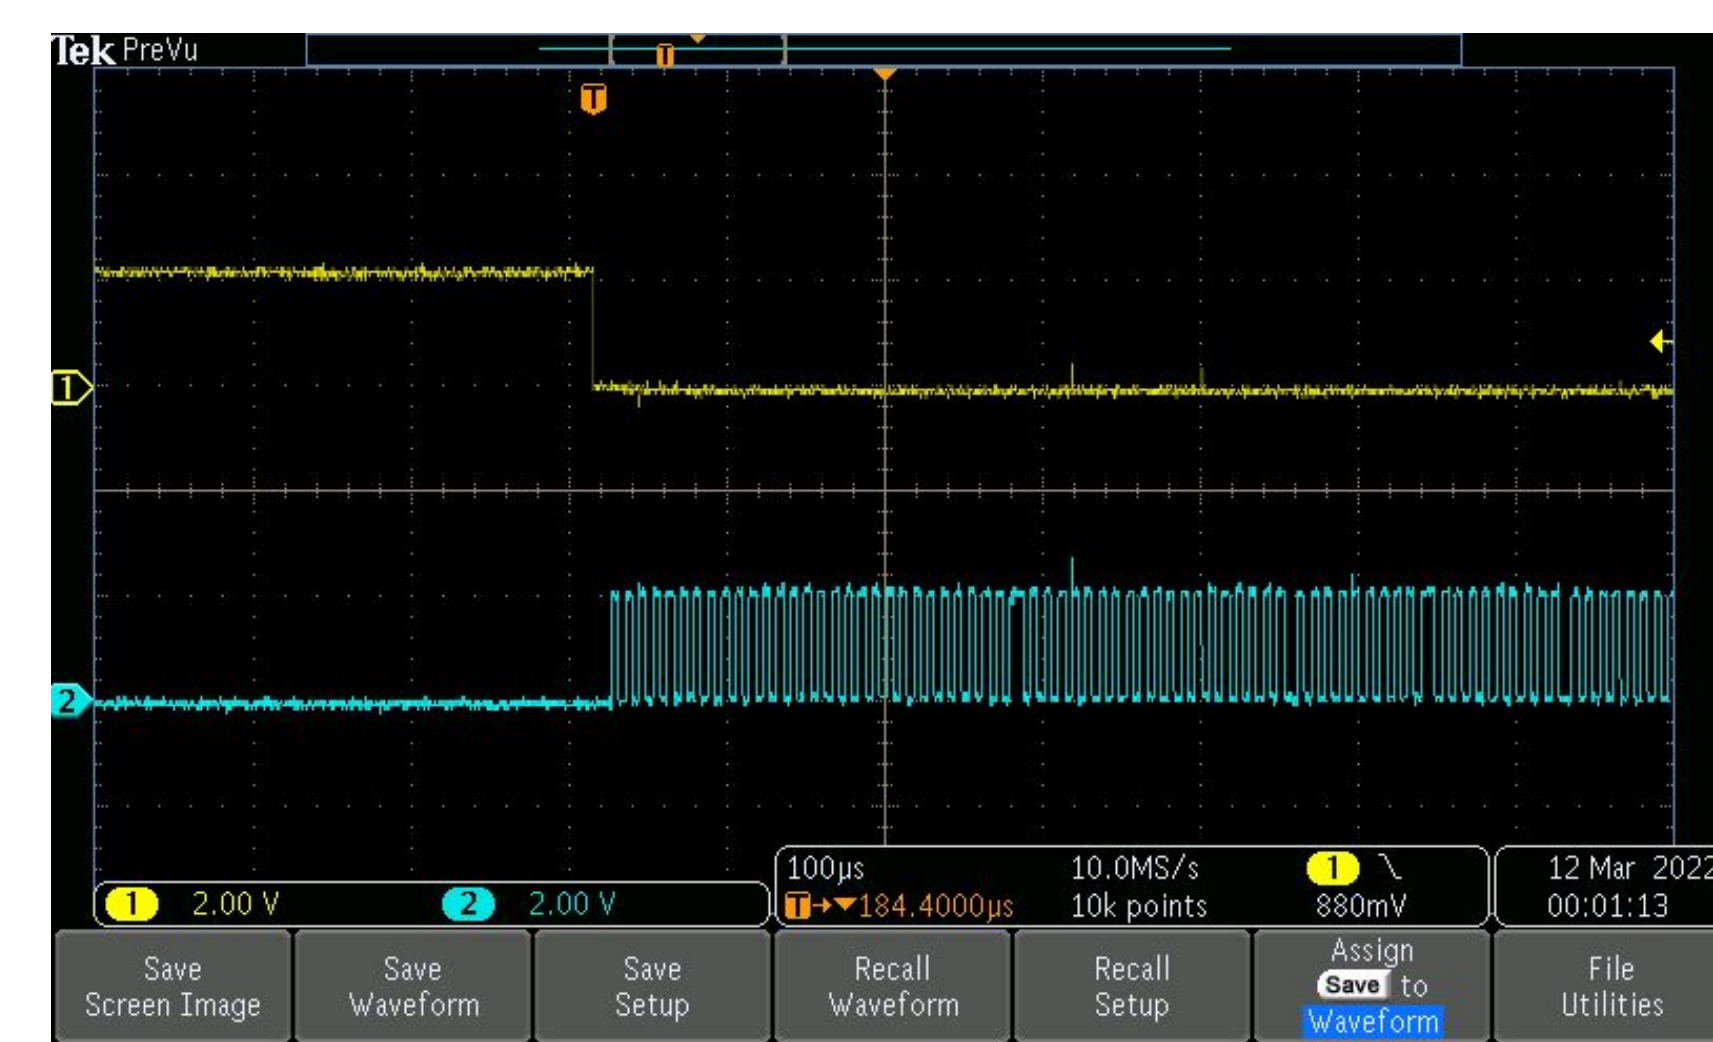 Tek PreVu
T
T
1
2
1 2.00 V 2 2.00 V
100µs 10.0MS/s 1 12 Mar 2022
T→▼184.4000µs 10k points 880mV 00:01:13
Save Screen Image
Save Waveform
Save Setup
Recall Waveform
Recall Setup
Assign Save to Waveform
File Utilities